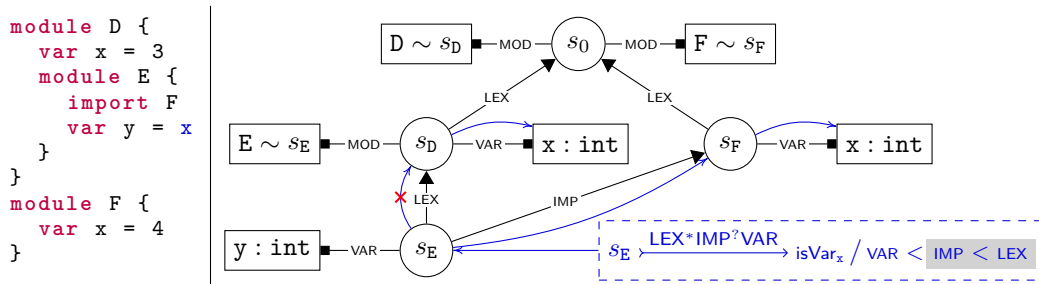 module D {
  var x = 3
  module E {
    import F
    var y = x
  }
}
module F {
  var x = 4
}
D ∼ s_D MOD s_0 MOD F ∼ s_F
LEX LEX
E ∼ s_E MOD s_D VAR x : int s_F VAR x : int
LEX IMP
y : int VAR s_E s_E LEX*IMP?VAR isVar_x / VAR < IMP < LEX